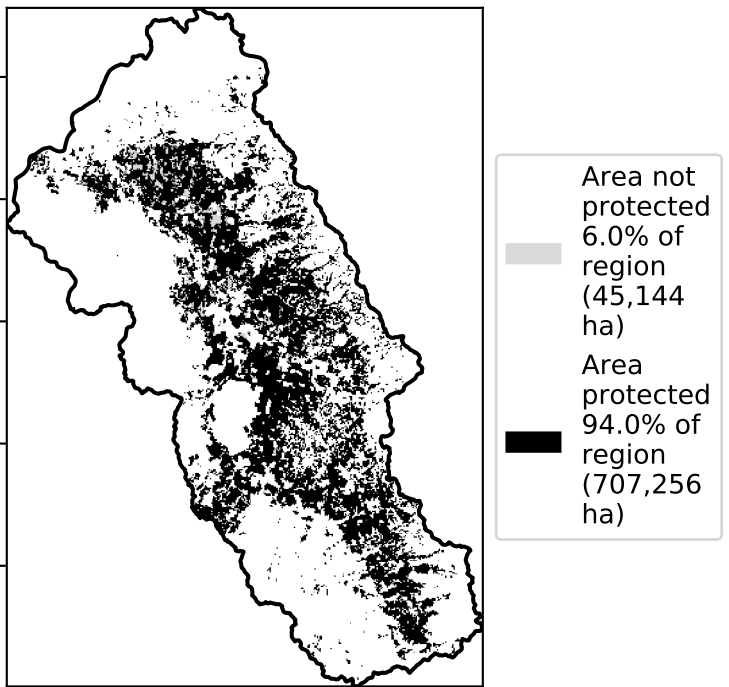 Area not
protected
6.0% of
region
(45,144
ha)
Area
protected
94.0% of
region
(707,256
ha)